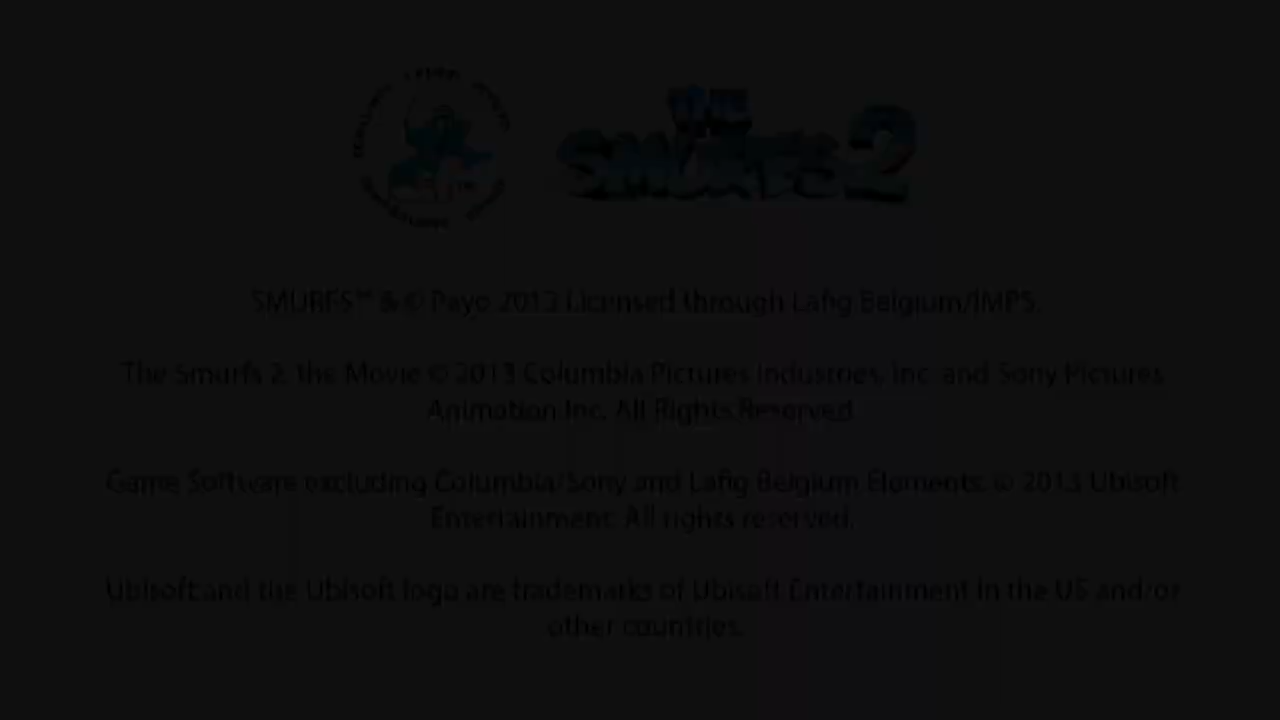 THE
SMURFS 2
SMURFS™ & © Peyo 2013 Licensed through Lafig Belgium/IMPS.
The Smurfs 2, the Movie © 2013 Columbia Pictures Industries, Inc. and Sony Pictures
Animation Inc. All Rights Reserved.
Game Software excluding Columbia/Sony and Lafig Belgium Elements © 2013 Ubisoft
Entertainment. All rights reserved.
Ubisoft and the Ubisoft logo are trademarks of Ubisoft Entertainment in the US and/or
other countries.